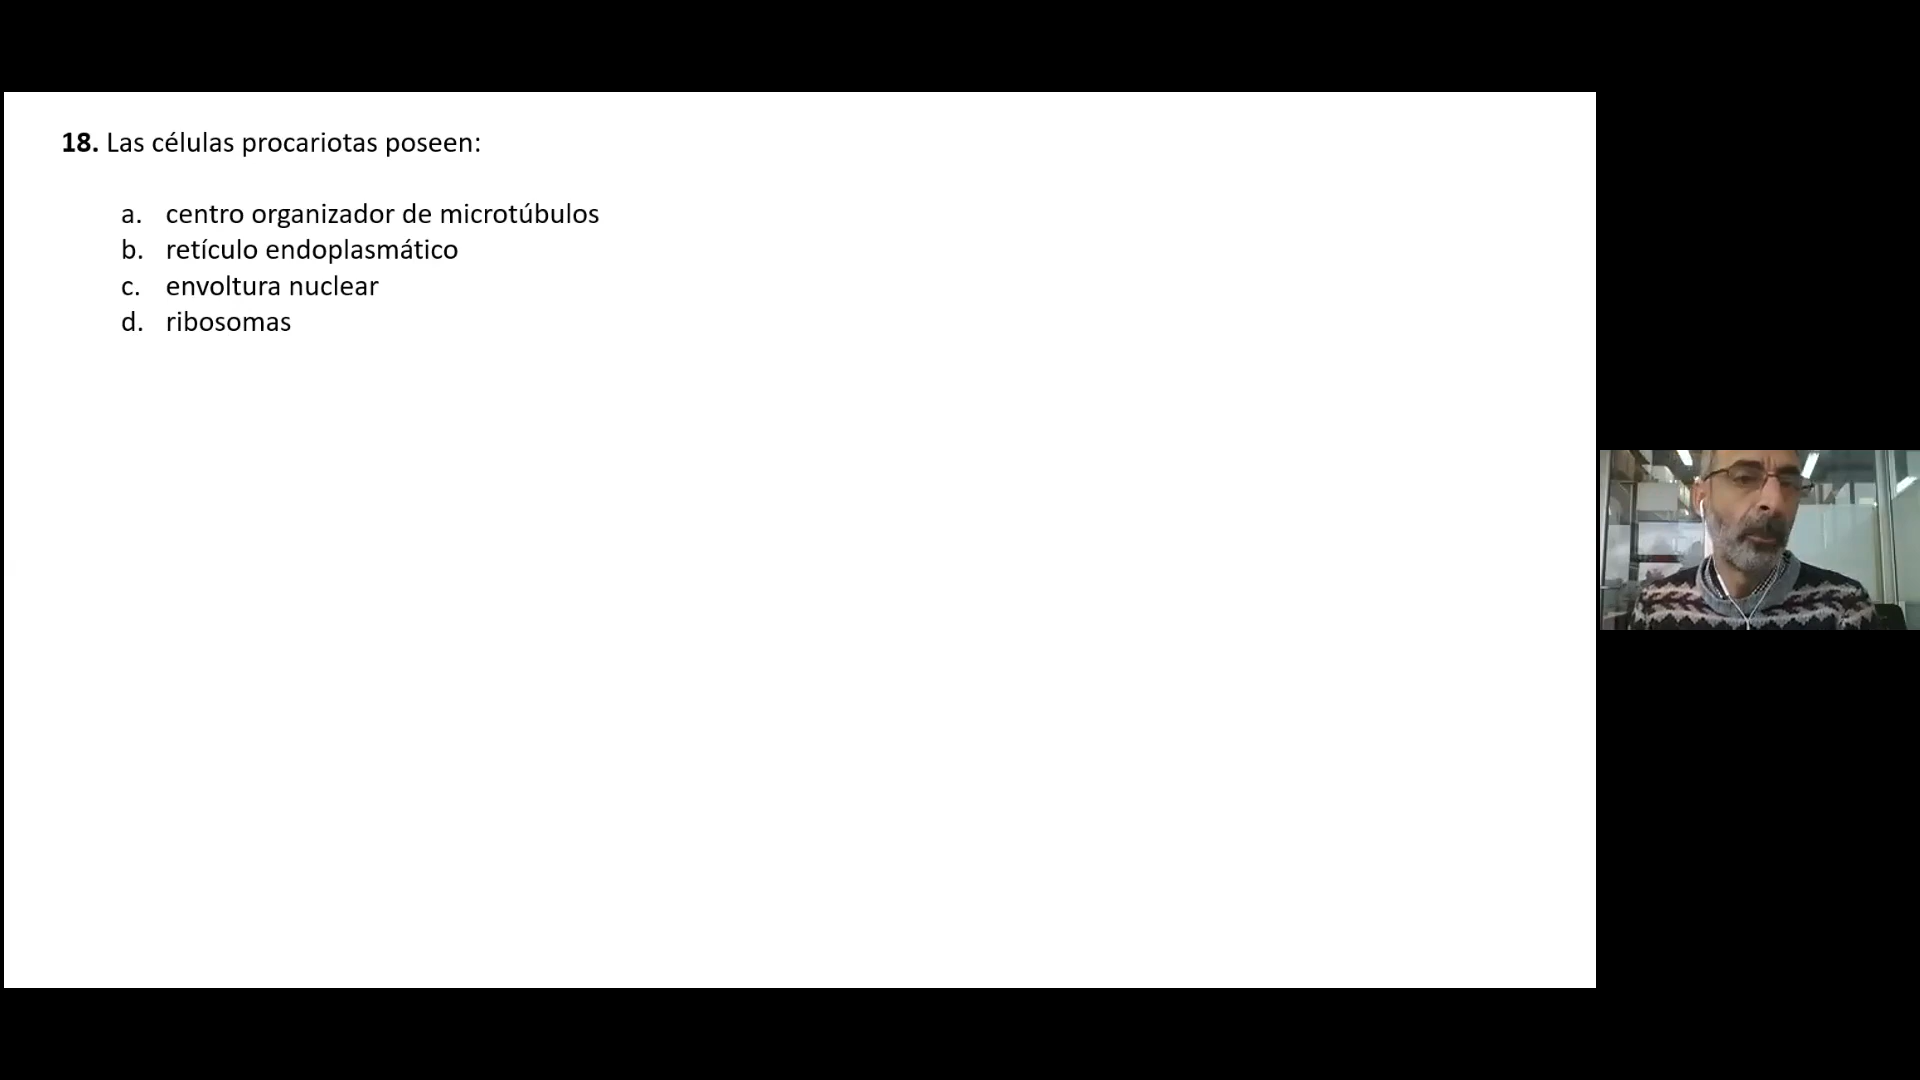 18. Las células procariotas poseen:
a. centro organizador de microtúbulos
b. retículo endoplasmático
c. envoltura nuclear
d. ribosomas